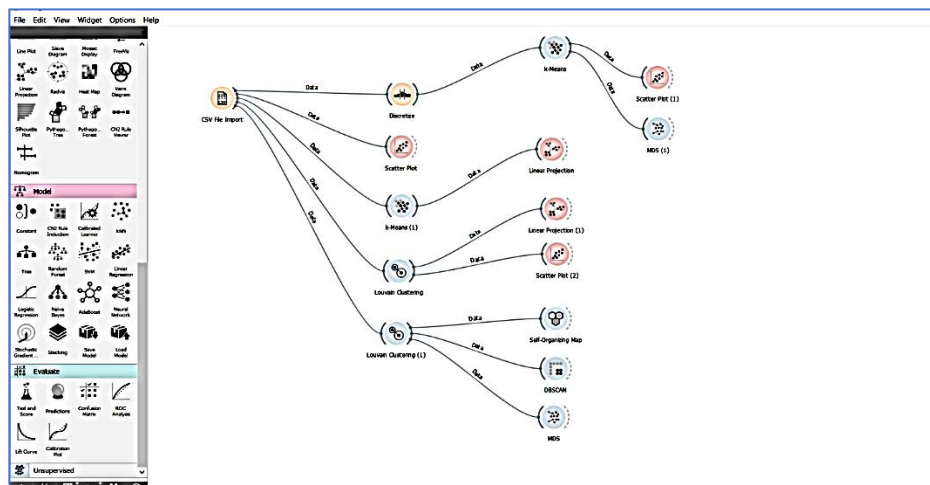 File Edit View Widget Options Help
Line Plot
Sieve Diagram
Mosaic Display
FreeViz
Linear Projection
Radviz
Heat Map
Venn Diagram
Silhouette Plot
Pythago... Tree
Pythago... Forest
CN2 Rule Viewer
Nomogram
Model
Constant
CN2 Rule Induction
Calibrated Learner
kNN
Tree
Random Forest
SVM
Linear Regression
Logistic Regression
Naive Bayes
AdaBoost
Neural Network
Stochastic Gradient ...
Stacking
Save Model
Load Model
Evaluate
Test and Score
Predictions
Confusion Matrix
ROC Analysis
Lift Curve
Calibration Plot
Unsupervised
CSV File Import
Data
Discretize
Data
k-Means
Data
Scatter Plot (1)
Data
MDS (1)
Data
Scatter Plot
Data
k-Means (1)
Data
Linear Projection
Data
Louvain Clustering
Data
Linear Projection (1)
Data
Scatter Plot (2)
Data
Louvain Clustering (1)
Data
Self-Organizing Map
Data
DBSCAN
Data
MDS